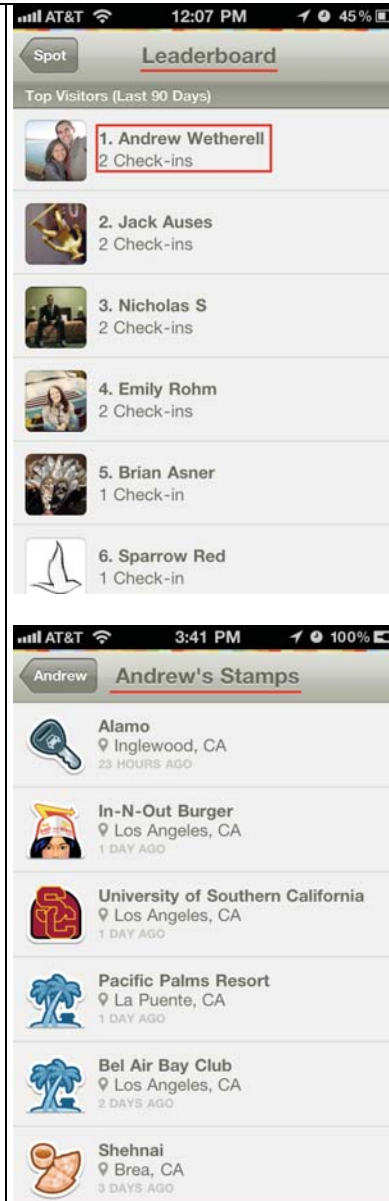 AT&T 12:07 PM 45%
Spot Leaderboard
Top Visitors (Last 90 Days)
1. Andrew Wetherell
2 Check-ins
2. Jack Auses
2 Check-ins
3. Nicholas S
2 Check-ins
4. Emily Rohm
2 Check-ins
5. Brian Asner
1 Check-in
6. Sparrow Red
1 Check-in
AT&T 3:41 PM 100%
Andrew Andrew's Stamps
Alamo
Inglewood, CA
23 HOURS AGO
In-N-Out Burger
Los Angeles, CA
1 DAY AGO
SC
University of Southern California
Los Angeles, CA
1 DAY AGO
Pacific Palms Resort
La Puente, CA
1 DAY AGO
Bel Air Bay Club
Los Angeles, CA
2 DAYS AGO
Shehnai
Brea, CA
3 DAYS AGO